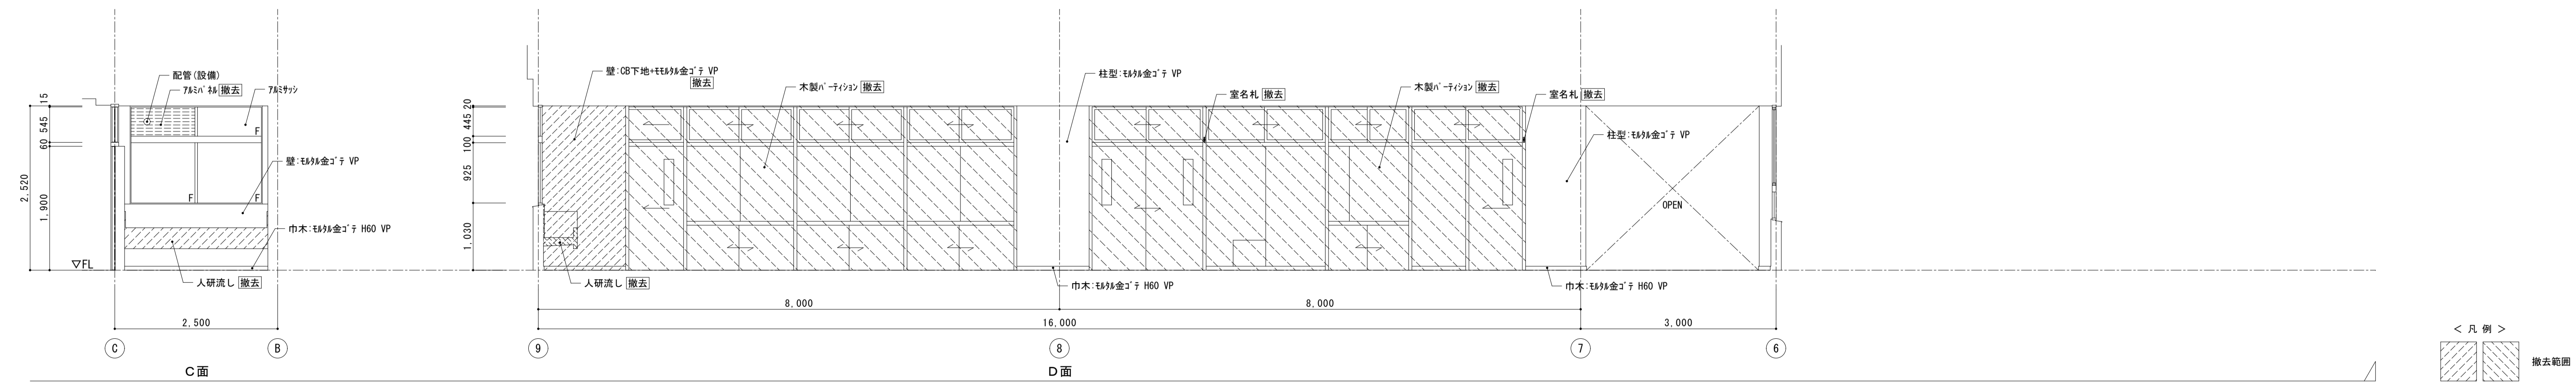 配管(設備)
ｱﾙﾐﾊﾟﾈﾙ 撤去
ｱﾙﾐｻｯｼ
F
F
F
壁:ﾓﾙﾀﾙ金ｺﾞﾃ VP
巾木:ﾓﾙﾀﾙ金ｺﾞﾃ H60 VP
人研流し 撤去
▽FL
15
545
60
1,900
2,520
2,500
C
B
C面
壁:CB下地+ﾓﾓﾙﾀﾙ金ｺﾞﾃ VP
撤去
木製ﾊﾟｰﾃｨｼｮﾝ 撤去
柱型:ﾓﾙﾀﾙ金ｺﾞﾃ VP
室名札 撤去
木製ﾊﾟｰﾃｨｼｮﾝ 撤去
室名札 撤去
柱型:ﾓﾙﾀﾙ金ｺﾞﾃ VP
OPEN
20
445
100
925
1,030
人研流し 撤去
巾木:ﾓﾙﾀﾙ金ｺﾞﾃ H60 VP
巾木:ﾓﾙﾀﾙ金ｺﾞﾃ H60 VP
8,000
8,000
16,000
3,000
9
8
7
6
D面
＜ 凡 例 ＞
撤去範囲